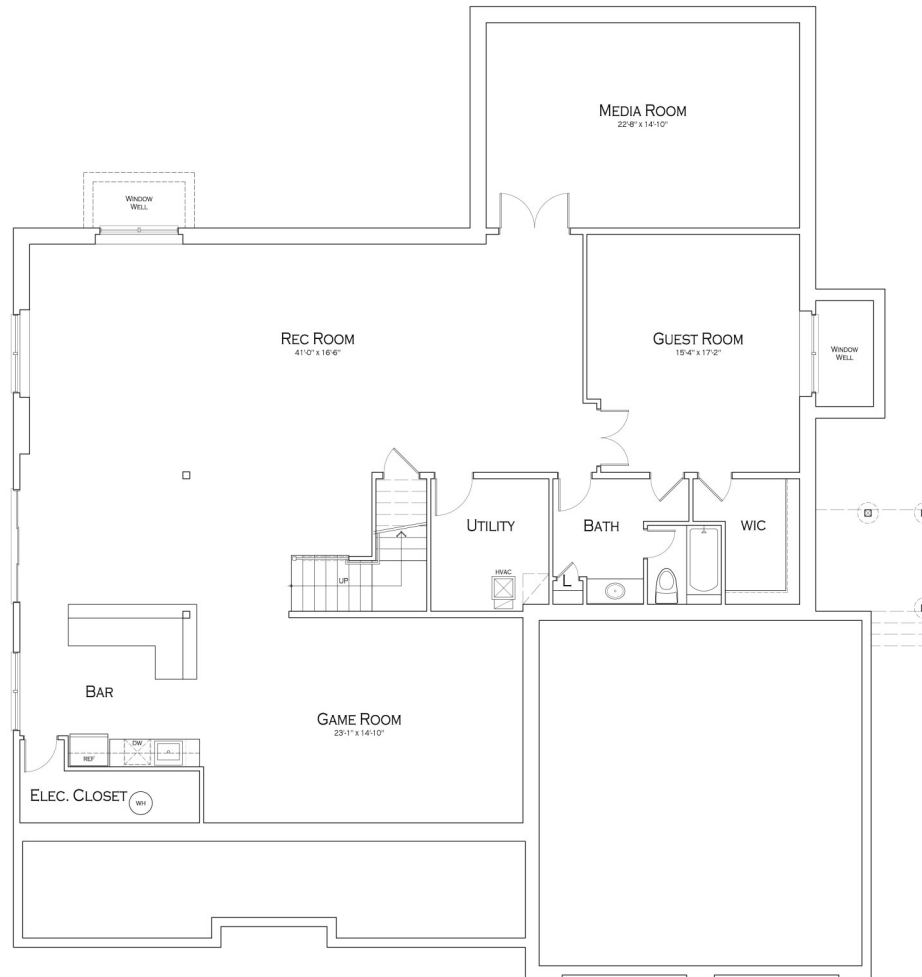 MEDIA ROOM
22'-8" X 14'-10"
WINDOW
WELL
REC ROOM
41'-0" X 16'-6"
GUEST ROOM
15'-4" X 17'-2"
WINDOW
WELL
UTILITY
BATH
WIC
HVAC
UP
L
BAR
GAME ROOM
23'-1" X 14'-10"
DW
REF
ELEC. CLOSET
WH